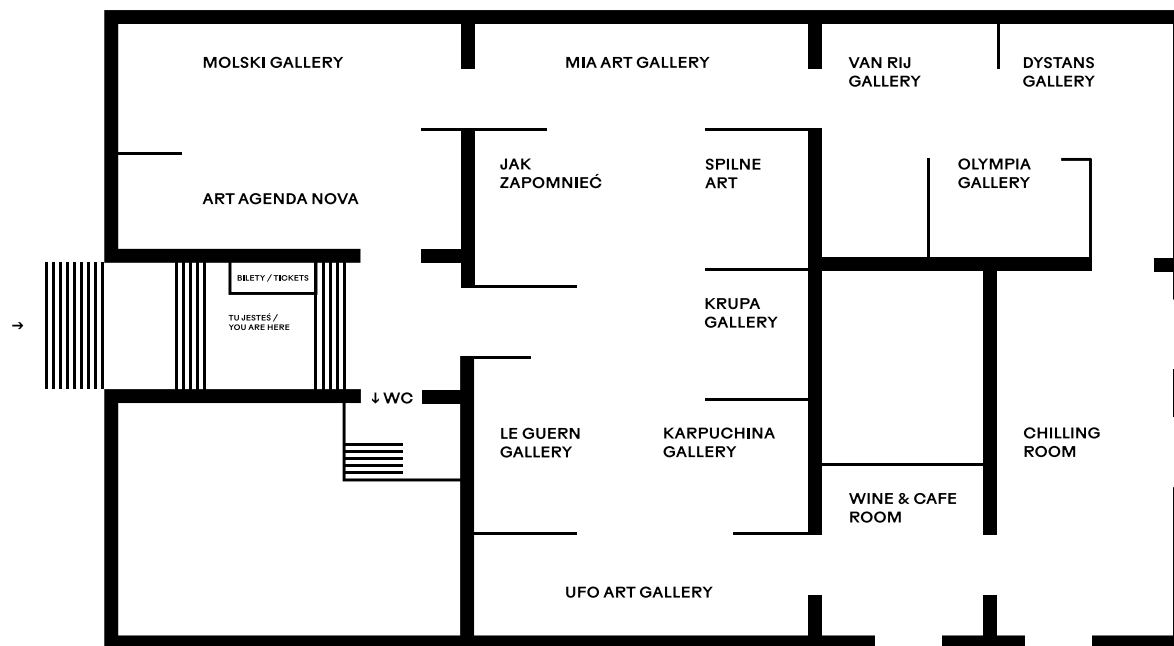 MOLSKI GALLERY
MIA ART GALLERY
VAN RIJ
GALLERY
DYSTANS
GALLERY
JAK
ZAPOMNIEĆ
SPILNE
ART
OLYMPIA
GALLERY
ART AGENDA NOVA
BILETY / TICKETS
TU JESTEŚ /
YOU ARE HERE
→
KRUPA
GALLERY
↓ WC
LE GUERN
GALLERY
KARPUCHINA
GALLERY
CHILLING
ROOM
WINE & CAFE
ROOM
UFO ART GALLERY